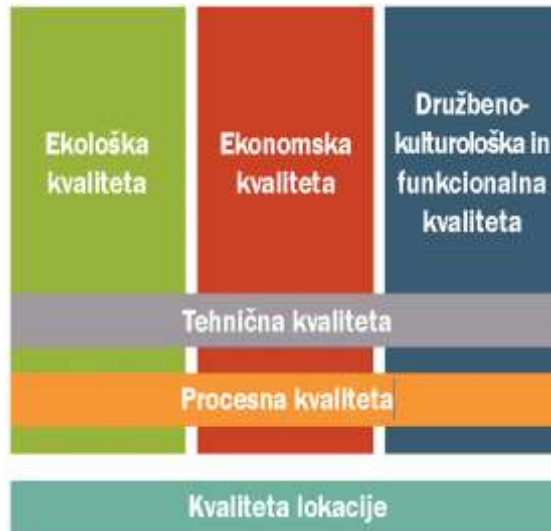 Ekološka
kvaliteta
Ekonomska
kvaliteta
Družbeno-
kulturološka in
funkcionalna
kvaliteta
Tehnična kvaliteta
Procesna kvaliteta
Kvaliteta lokacije